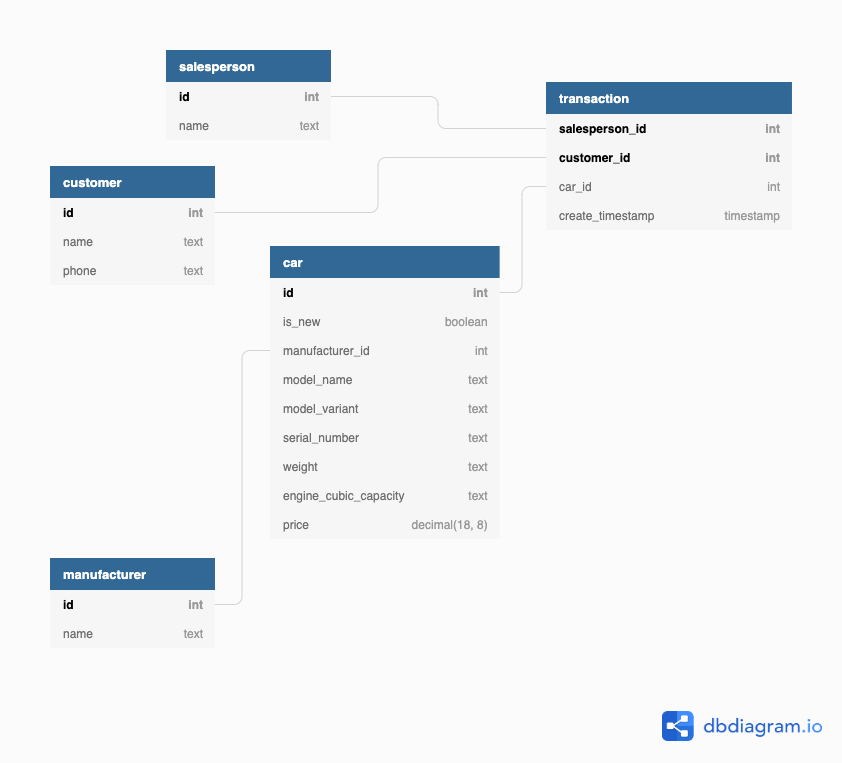 salesperson
id int
name text
transaction
salesperson_id int
customer_id int
car_id int
create_timestamp timestamp
customer
id int
name text
phone text
car
id int
is_new boolean
manufacturer_id int
model_name text
model_variant text
serial_number text
weight text
engine_cubic_capacity text
price decimal(18, 8)
manufacturer
id int
name text
dbdiagram.io